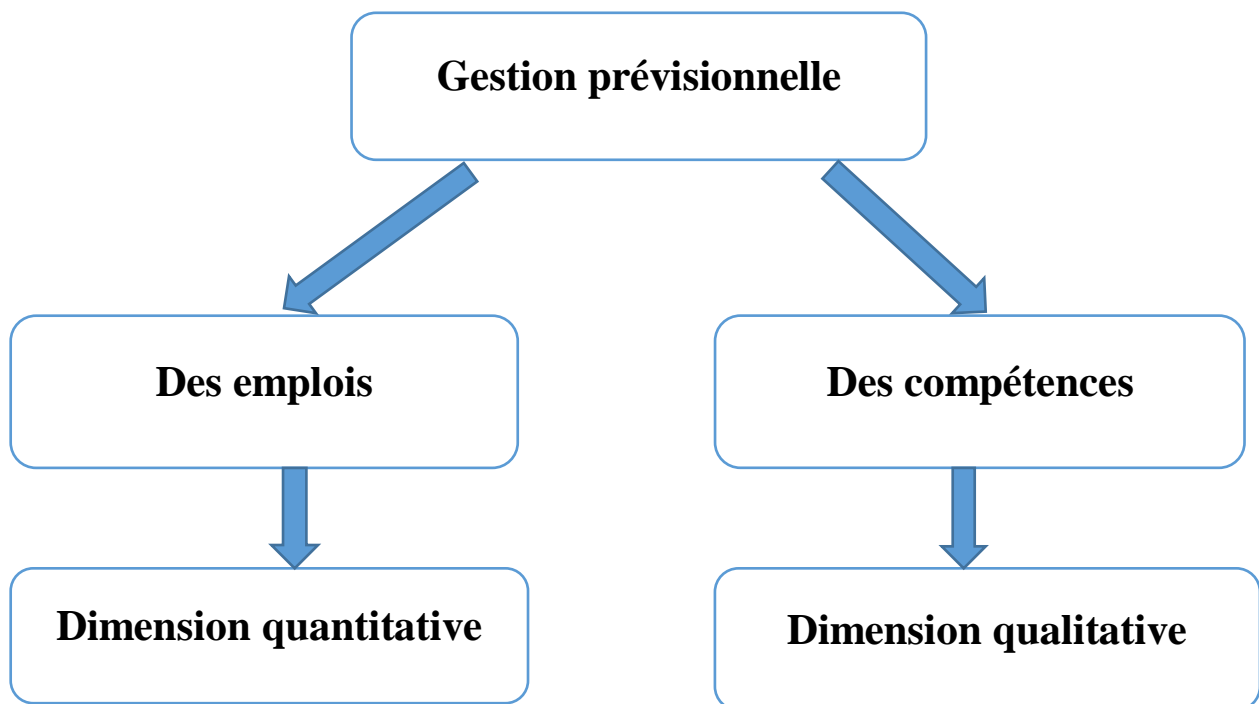 Gestion prévisionnelle
Des emplois
Des compétences
Dimension quantitative
Dimension qualitative